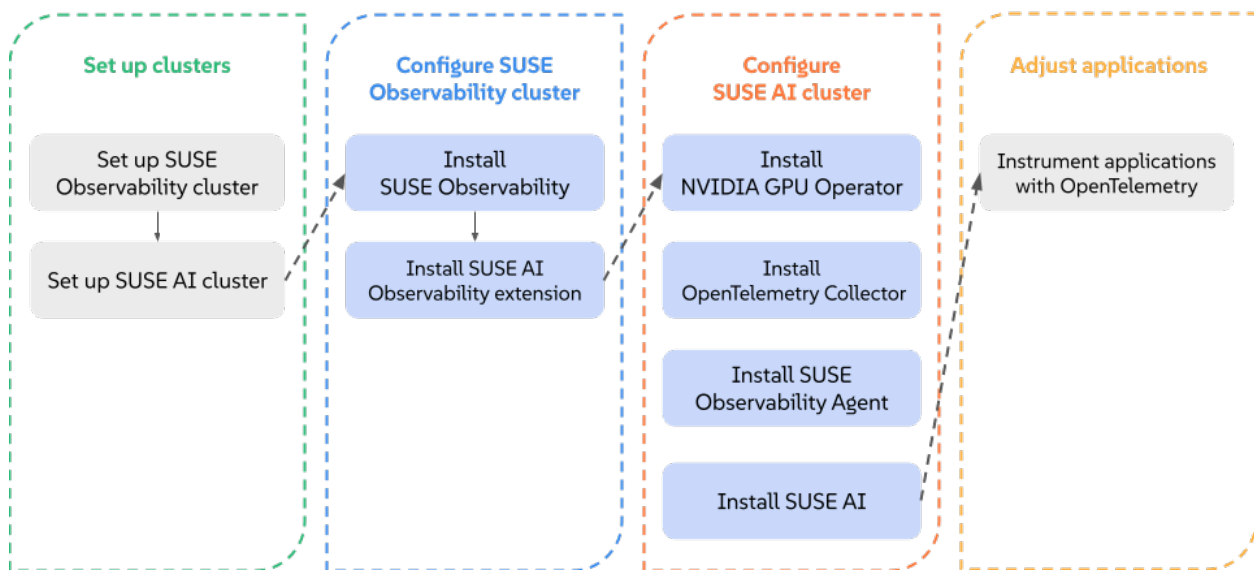 Set up clusters
Set up SUSE
Observability cluster
Set up SUSE AI cluster
Configure SUSE
Observability cluster
Install
SUSE Observability
Install SUSE AI
Observability extension
Configure
SUSE AI cluster
Install
NVIDIA GPU Operator
Install
OpenTelemetry Collector
Install SUSE
Observability Agent
Install SUSE AI
Adjust applications
Instrument applications
with OpenTelemetry